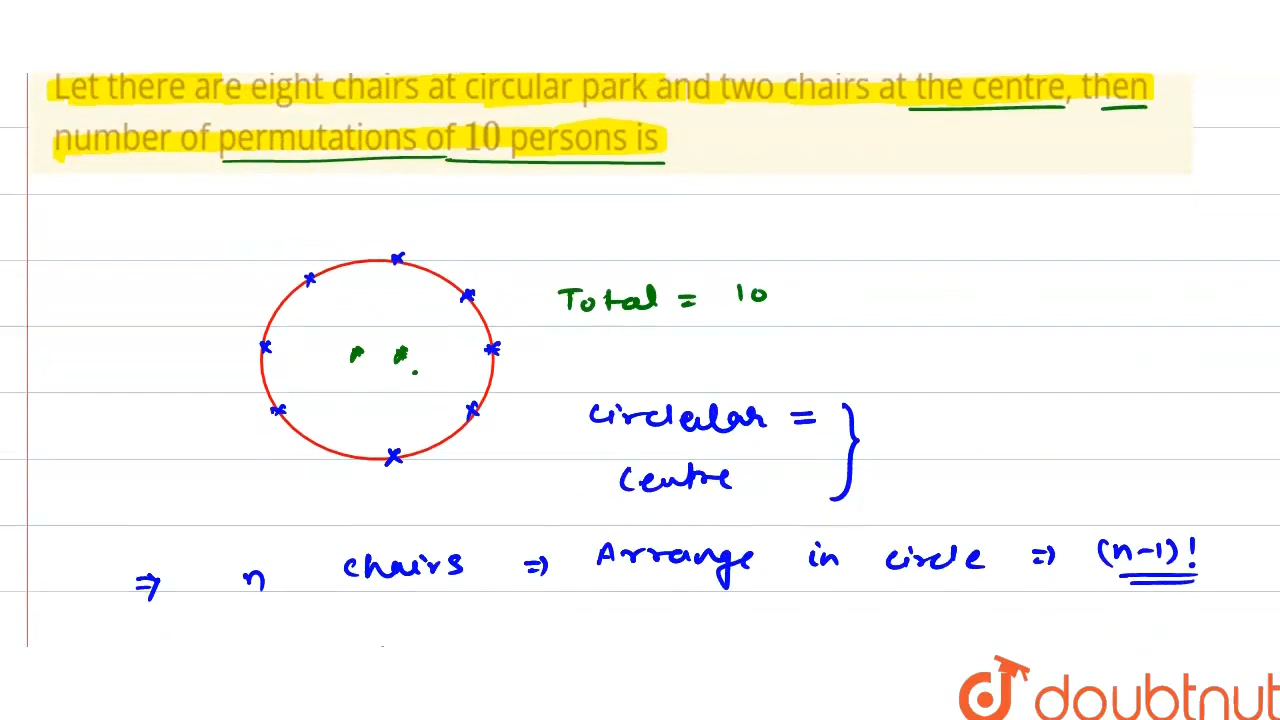 Let there are eight chairs at circular park and two chairs at the centre, then
number of permutations of 10 persons is
Total = 10
Circular =
Centre
⇒ n chairs ⇒ Arrange in circle ⇒ (n-1)!
doubtnut